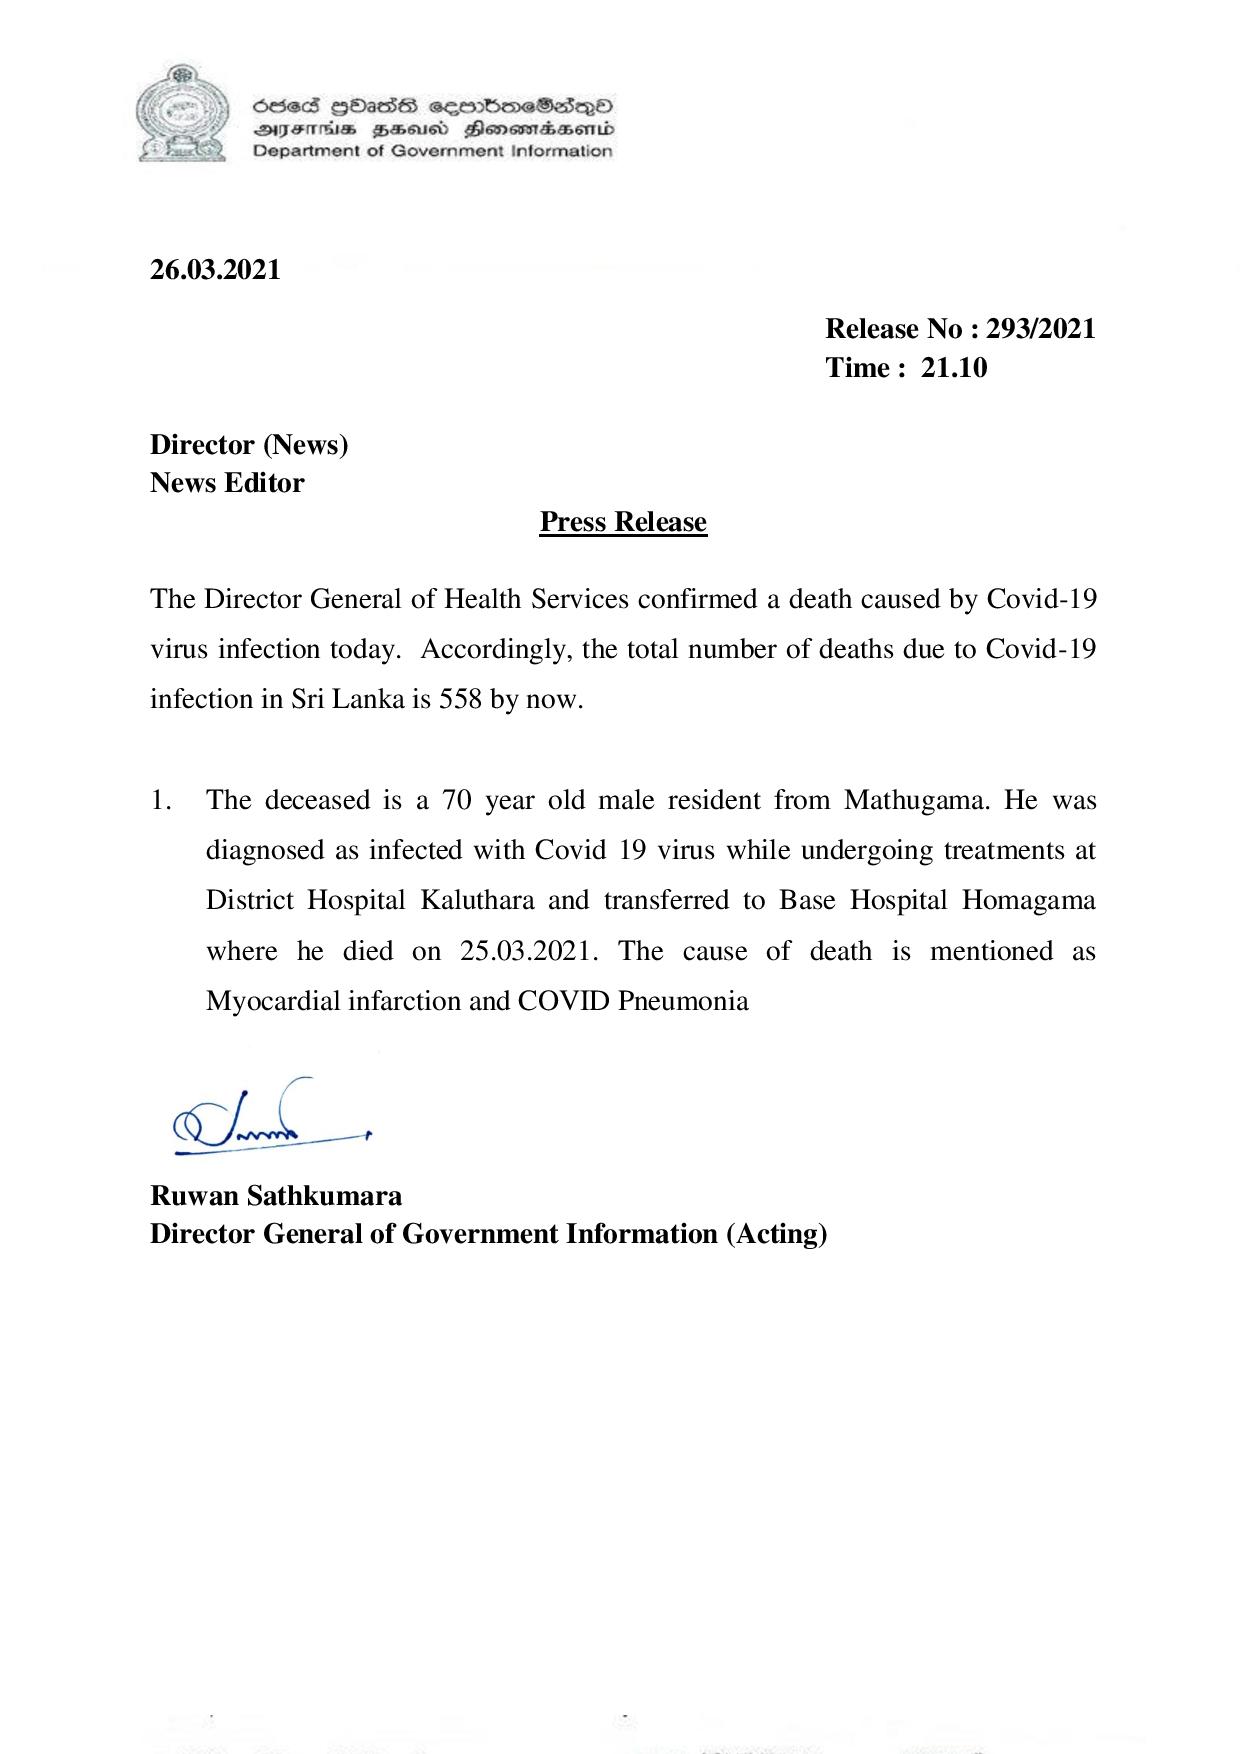 රජයේ ප්‍රවෘත්ති දෙපාර්තමේන්තුව
அரசாங்க தகவல் திணைக்களம்
Department of Government Information
26.03.2021
Release No : 293/2021
Time : 21.10
Director (News)
News Editor
Press Release
The Director General of Health Services confirmed a death caused by Covid-19
virus infection today. Accordingly, the total number of deaths due to Covid-19
infection in Sri Lanka is 558 by now.
1. The deceased is a 70 year old male resident from Mathugama. He was
diagnosed as infected with Covid 19 virus while undergoing treatments at
District Hospital Kaluthara and transferred to Base Hospital Homagama
where he died on 25.03.2021. The cause of death is mentioned as
Myocardial infarction and COVID Pneumonia
Ruwan Sathkumara
Director General of Government Information (Acting)